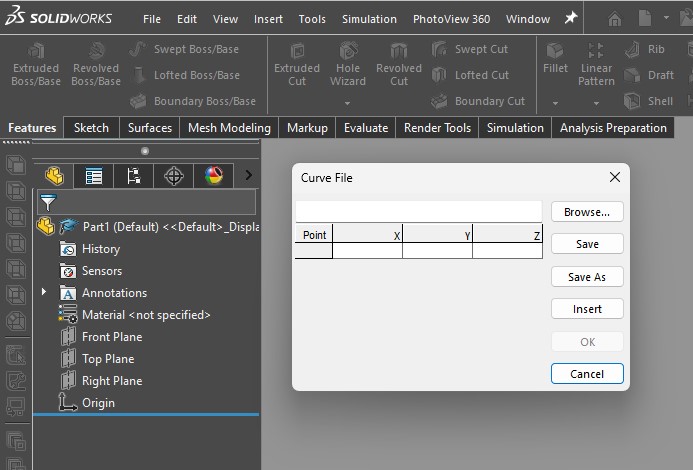 SOLIDWORKS File Edit View Insert Tools Simulation PhotoView 360 Window
Extruded Boss/Base
Revolved Boss/Base
Swept Boss/Base
Lofted Boss/Base
Boundary Boss/Base
Extruded Cut
Hole Wizard
Revolved Cut
Swept Cut
Lofted Cut
Boundary Cut
Fillet
Linear Pattern
Rib
Draft
Shell
Features Sketch Surfaces Mesh Modeling Markup Evaluate Render Tools Simulation Analysis Preparation
Part1 (Default) <<Default>_Displa
History
Sensors
Annotations
Material <not specified>
Front Plane
Top Plane
Right Plane
Origin
Curve File
Browse...
Point X Y Z
Save
Save As
Insert
OK
Cancel